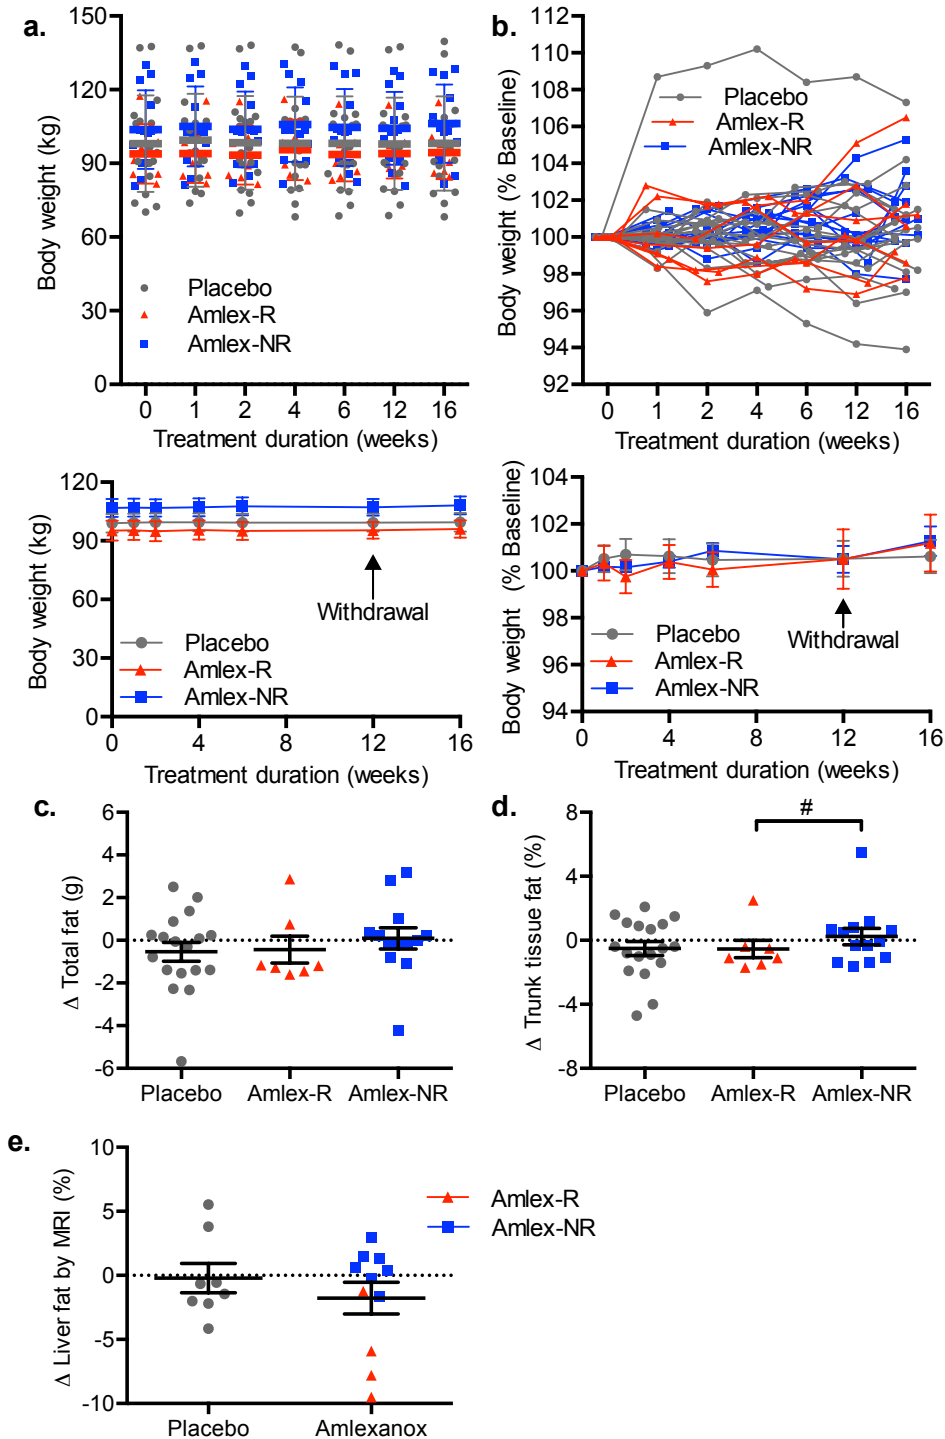 a.
150
120
90
60
30
0
Body weight (kg)
Placebo
Amlex-R
Amlex-NR
0 1 2 4 6 12 16
Treatment duration (weeks)
b.
112
110
108
106
104
102
100
98
96
94
92
Body weight (% Baseline)
Placebo
Amlex-R
Amlex-NR
0 1 2 4 6 12 16
Treatment duration (weeks)
120
90
60
30
0
Body weight (kg)
Withdrawal
Placebo
Amlex-R
Amlex-NR
0 4 8 12 16
Treatment duration (weeks)
104
102
100
98
96
94
Body weight (% Baseline)
Withdrawal
Placebo
Amlex-R
Amlex-NR
0 4 8 12 16
Treatment duration (weeks)
c.
6
4
2
0
-2
-4
-6
Δ Total fat (g)
Placebo Amlex-R Amlex-NR
d.
8
4
0
-4
-8
Δ Trunk tissue fat (%)
#
Placebo Amlex-R Amlex-NR
e.
10
5
0
-5
-10
Δ Liver fat by MRI (%)
Amlex-R
Amlex-NR
Placebo Amlexanox